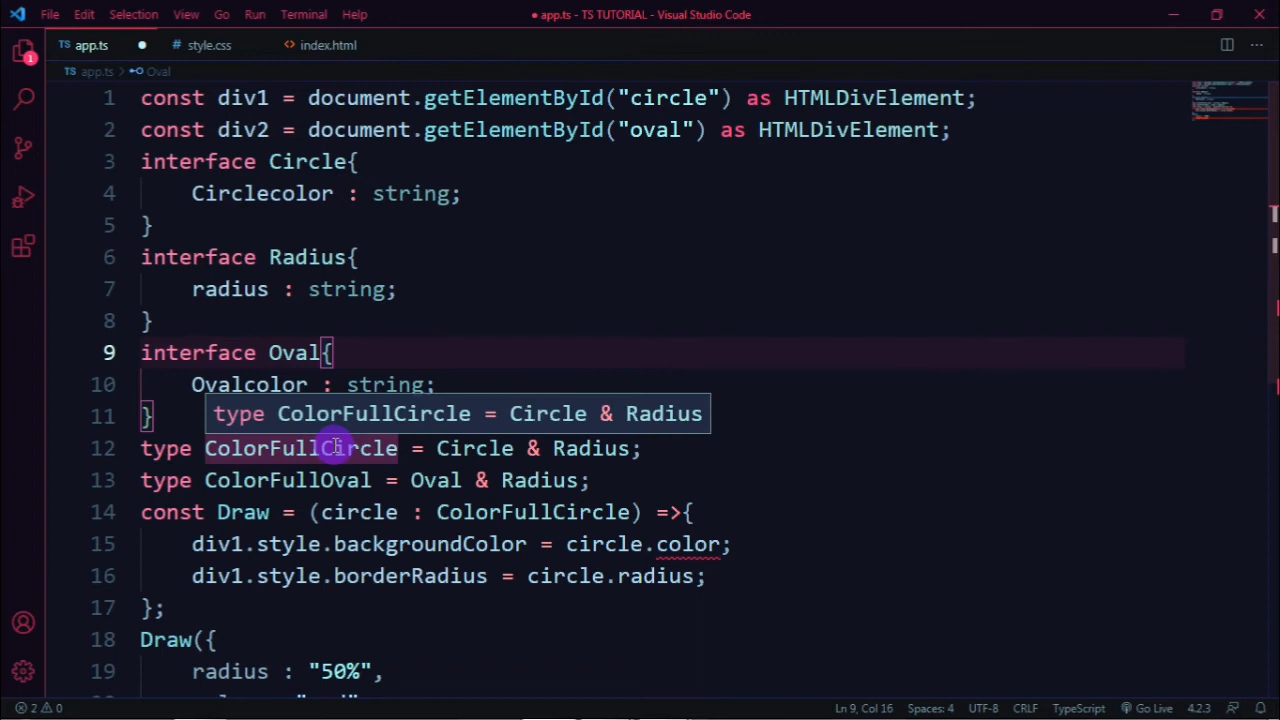 File Edit Selection View Go Run Terminal Help
● app.ts - TS TUTORIAL - Visual Studio Code
1
TS app.ts
# style.css
<> index.html
TS app.ts > Oval
1 const div1 = document.getElementById("circle") as HTMLDivElement;
2 const div2 = document.getElementById("oval") as HTMLDivElement;
3 interface Circle{
4 Circlecolor : string;
5 }
6 interface Radius{
7 radius : string;
8 }
9 interface Oval{
10 Ovalcolor : string;
11 }
type ColorFullCircle = Circle & Radius
12 type ColorFullCircle = Circle & Radius;
13 type ColorFullOval = Oval & Radius;
14 const Draw = (circle : ColorFullCircle) =>{
15 div1.style.backgroundColor = circle.color;
16 div1.style.borderRadius = circle.radius;
17 };
18 Draw({
19 radius : "50%",
2 0 Ln 9, Col 16 Spaces: 4 UTF-8 CRLF TypeScript Go Live 4.2.3